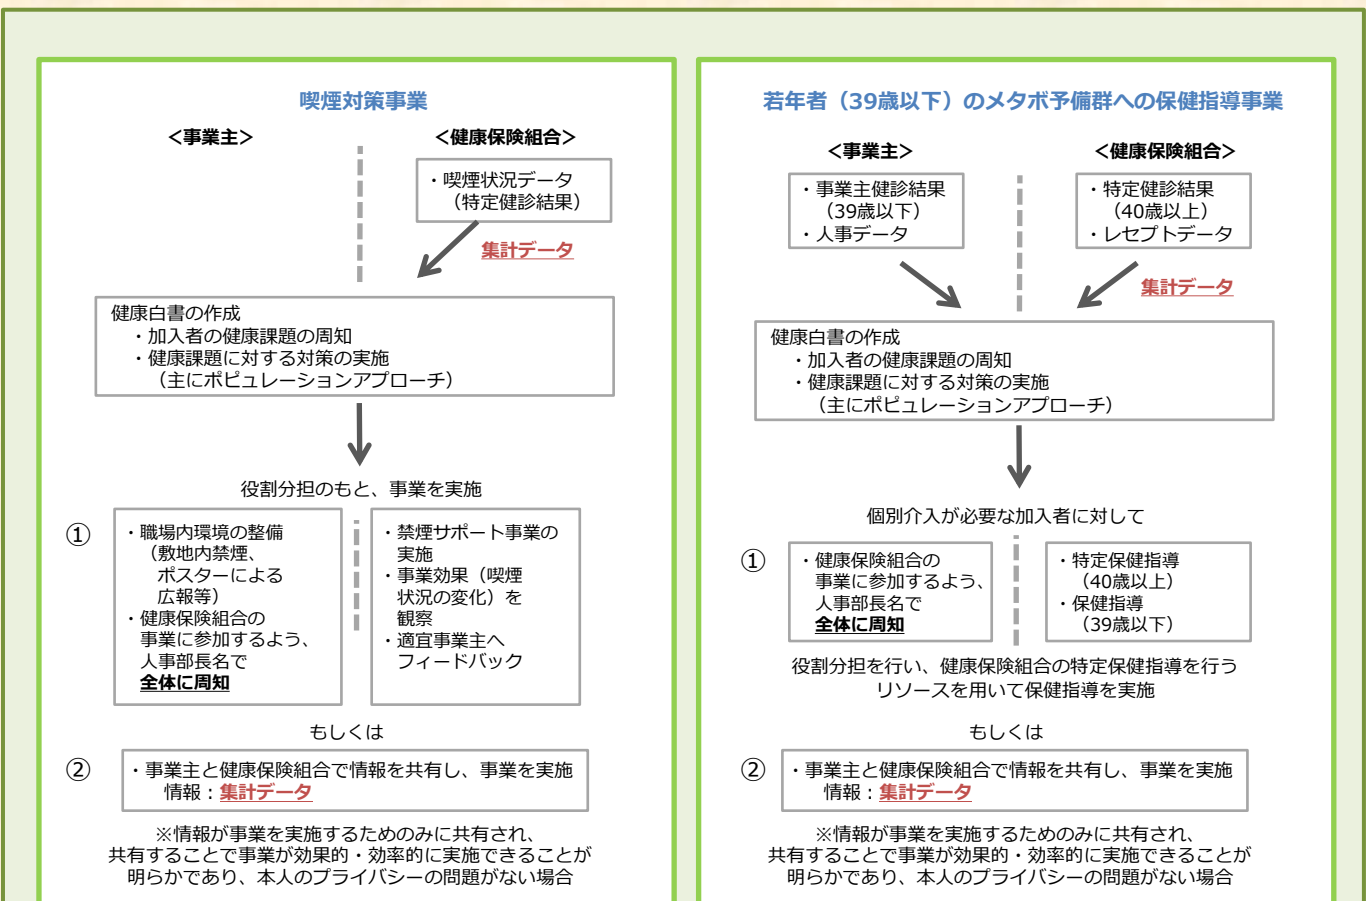 喫煙対策事業
＜事業主＞
＜健康保険組合＞
・喫煙状況データ
（特定健診結果）
集計データ
健康白書の作成
・加入者の健康課題の周知
・健康課題に対する対策の実施
（主にポピュレーションアプローチ）
役割分担のもと、事業を実施
①
・職場内環境の整備
（敷地内禁煙、
ポスターによる
広報等）
・健康保険組合の
事業に参加するよう、
人事部長名で
全体に周知
・禁煙サポート事業の
実施
・事業効果（喫煙
状況の変化）を
観察
・適宜事業主へ
フィードバック
もしくは
②
・事業主と健康保険組合で情報を共有し、事業を実施
情報：集計データ
※情報が事業を実施するためのみに共有され、
共有することで事業が効果的・効率的に実施できることが
明らかであり、本人のプライバシーの問題がない場合
若年者（39歳以下）のメタボ予備群への保健指導事業
＜事業主＞
＜健康保険組合＞
・事業主健診結果
（39歳以下）
・人事データ
・特定健診結果
（40歳以上）
・レセプトデータ
集計データ
健康白書の作成
・加入者の健康課題の周知
・健康課題に対する対策の実施
（主にポピュレーションアプローチ）
個別介入が必要な加入者に対して
①
・健康保険組合の
事業に参加するよう、
人事部長名で
全体に周知
・特定保健指導
（40歳以上）
・保健指導
（39歳以下）
役割分担を行い、健康保険組合の特定保健指導を行う
リソースを用いて保健指導を実施
もしくは
②
・事業主と健康保険組合で情報を共有し、事業を実施
情報：集計データ
※情報が事業を実施するためのみに共有され、
共有することで事業が効果的・効率的に実施できることが
明らかであり、本人のプライバシーの問題がない場合